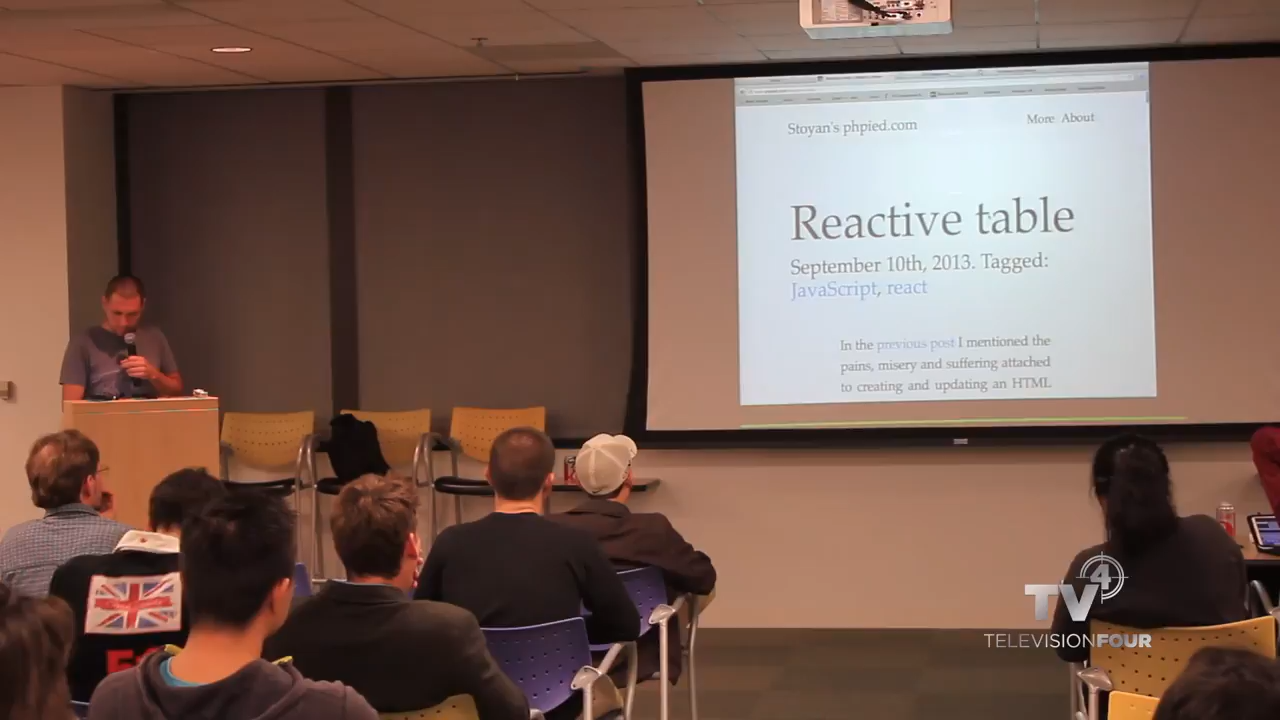 Stoyan's phpied.com
More About
Reactive table
September 10th, 2013. Tagged:
JavaScript, react
In the previous post I mentioned the
pains, misery and suffering attached
to creating and updating an HTML
TV4
TELEVISIONFOUR